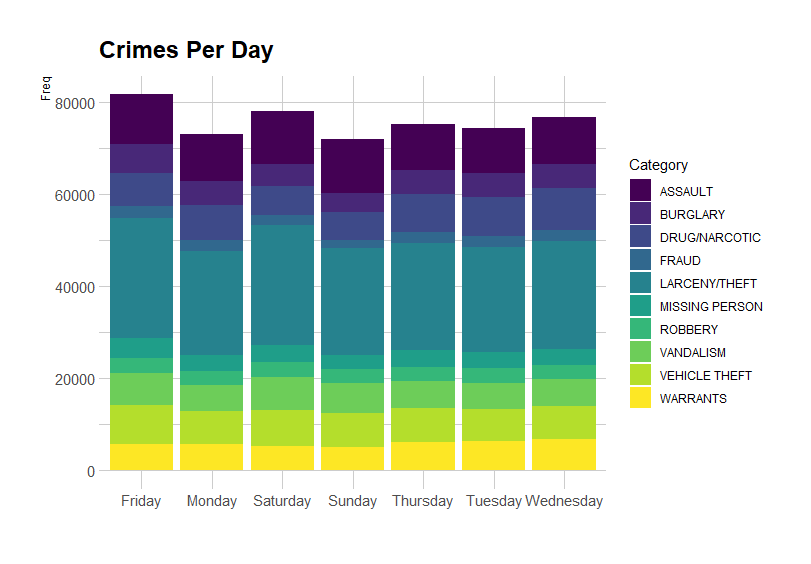 Crimes Per Day
Freq
80000
60000
40000
20000
0
Friday Monday Saturday Sunday Thursday Tuesday Wednesday
Category
ASSAULT
BURGLARY
DRUG/NARCOTIC
FRAUD
LARCENY/THEFT
MISSING PERSON
ROBBERY
VANDALISM
VEHICLE THEFT
WARRANTS